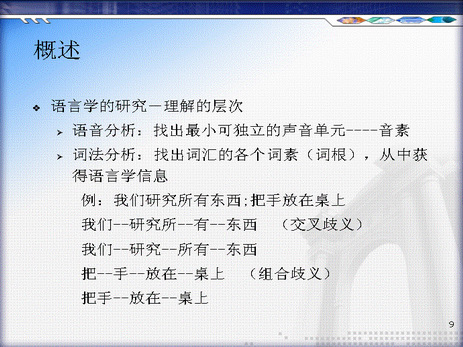 概述
❖ 语言学的研究－理解的层次
➢ 语音分析：找出最小可独立的声音单元----音素
➢ 词法分析：找出词汇的各个词素（词根），从中获
得语言学信息
例：我们研究所有东西;把手放在桌上
我们--研究所--有--东西 （交叉歧义）
我们--研究--所有--东西
把--手--放在--桌上 （组合歧义）
把手--放在--桌上
9